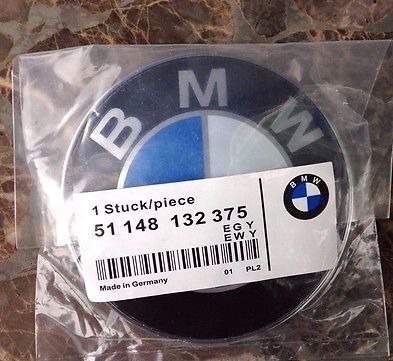 BMW
1 Stuck/piece
51 148 132 375
EGY
EWY
BMW
Made in Germany 01 PL2